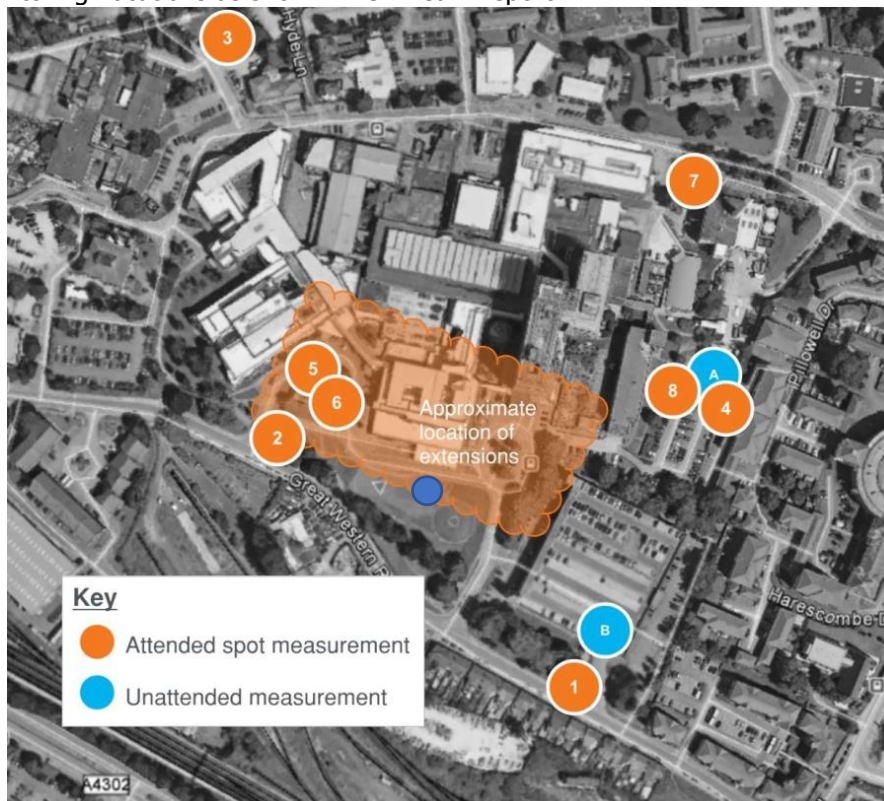 3
Hyde Ln
7
5
6
2
Approximate
location of
extensions
A
8
4
Pillowell Dr
Great Western R
B
1
Harescombe D
Key
Attended spot measurement
Unattended measurement
A4302